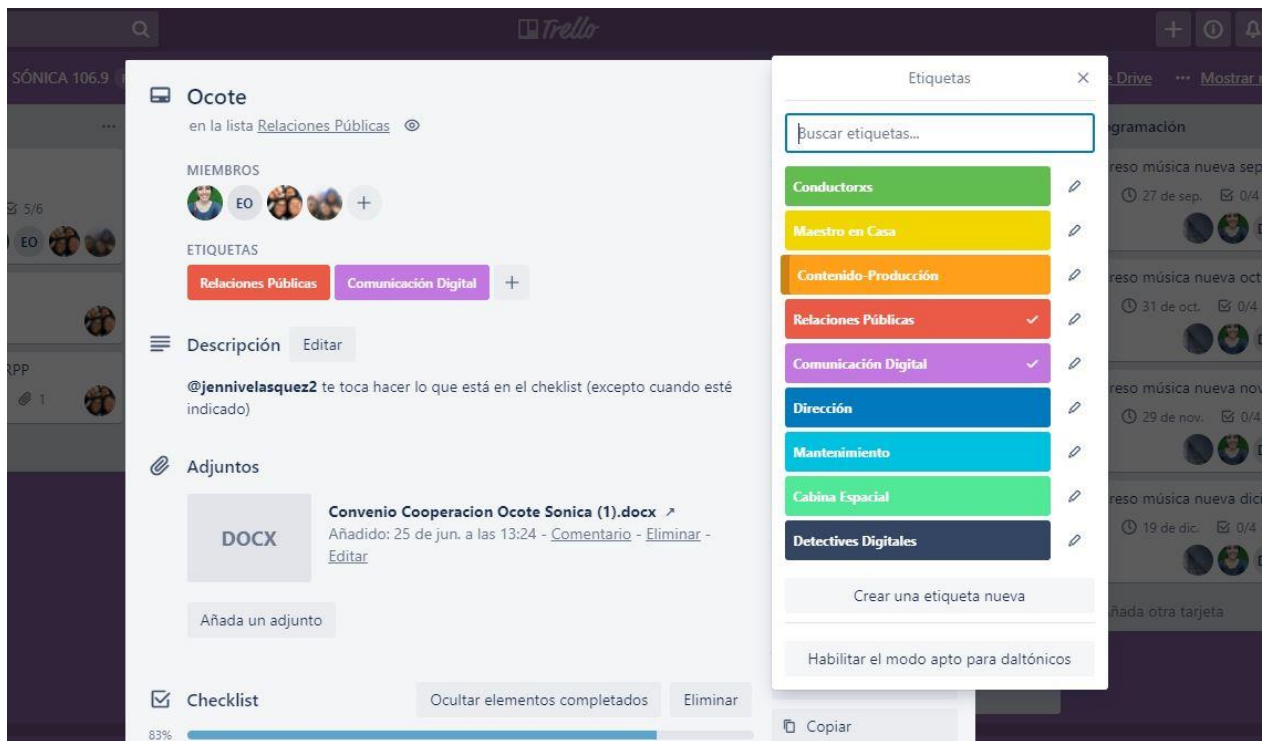 Trello
SÓNICA 106.9
Drive
Mostrar
5/6
EO
RPP
1
Ocote
en la lista Relaciones Públicas
MIEMBROS
EO
ETIQUETAS
Relaciones Públicas Comunicación Digital
Descripción Editar
@jennivelasquez2 te toca hacer lo que está en el cheklist (excepto cuando esté
indicado)
Adjuntos
DOCX
Convenio Cooperacion Ocote Sonica (1).docx
Añadido: 25 de jun. a las 13:24 - Comentario - Eliminar -
Editar
Añada un adjunto
Checklist Ocultar elementos completados Eliminar
83%
Etiquetas
Buscar etiquetas...
Conductorxs
Maestro en Casa
Contenido-Producción
Relaciones Públicas
Comunicación Digital
Dirección
Mantenimiento
Cabina Espacial
Detectives Digitales
Crear una etiqueta nueva
Habilitar el modo apto para daltónicos
Copiar
ogramación
reso música nueva sep
27 de sep. 0/4
reso música nueva oct
31 de oct. 0/4
reso música nueva nov
29 de nov. 0/4
reso música nueva dici
19 de dic. 0/4
ñada otra tarjeta